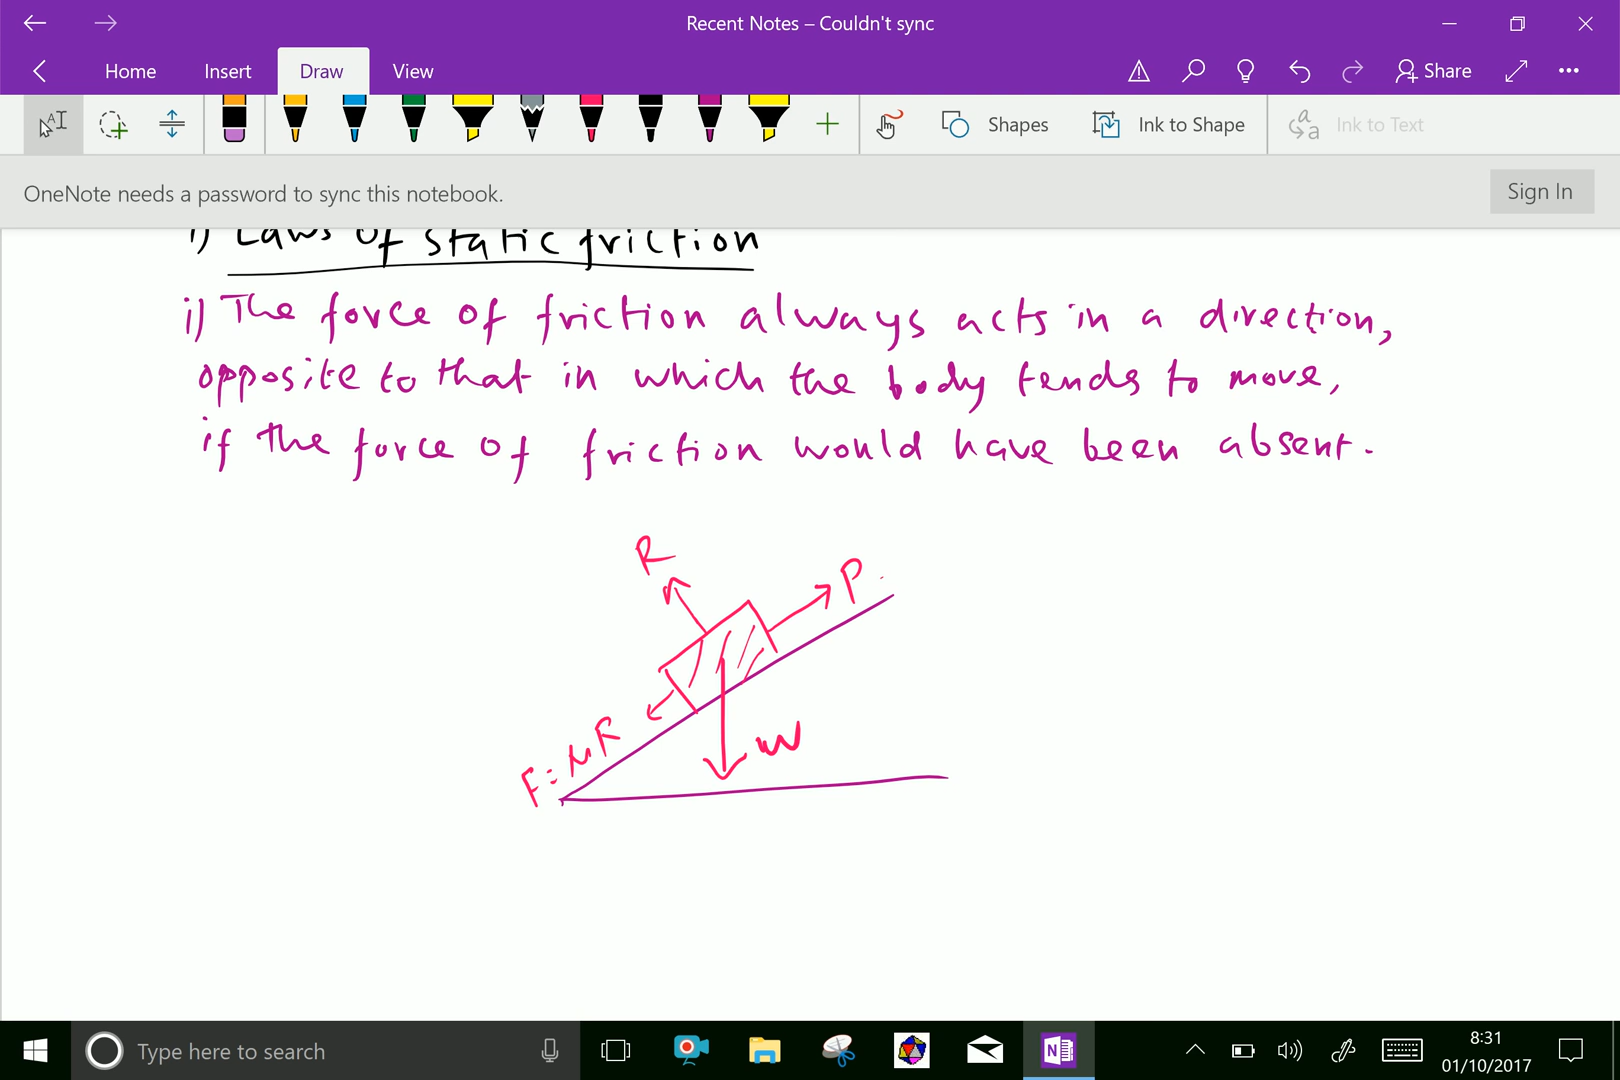 Recent Notes – Couldn't sync
Home Insert Draw View Share
Shapes Ink to Shape Ink to Text
OneNote needs a password to sync this notebook.
Sign In
1) Laws of static friction
i) The force of friction always acts in a direction,
opposite to that in which the body tends to move,
if the force of friction would have been absent.
R
P
F = μR
W
Type here to search
8:31
01/10/2017